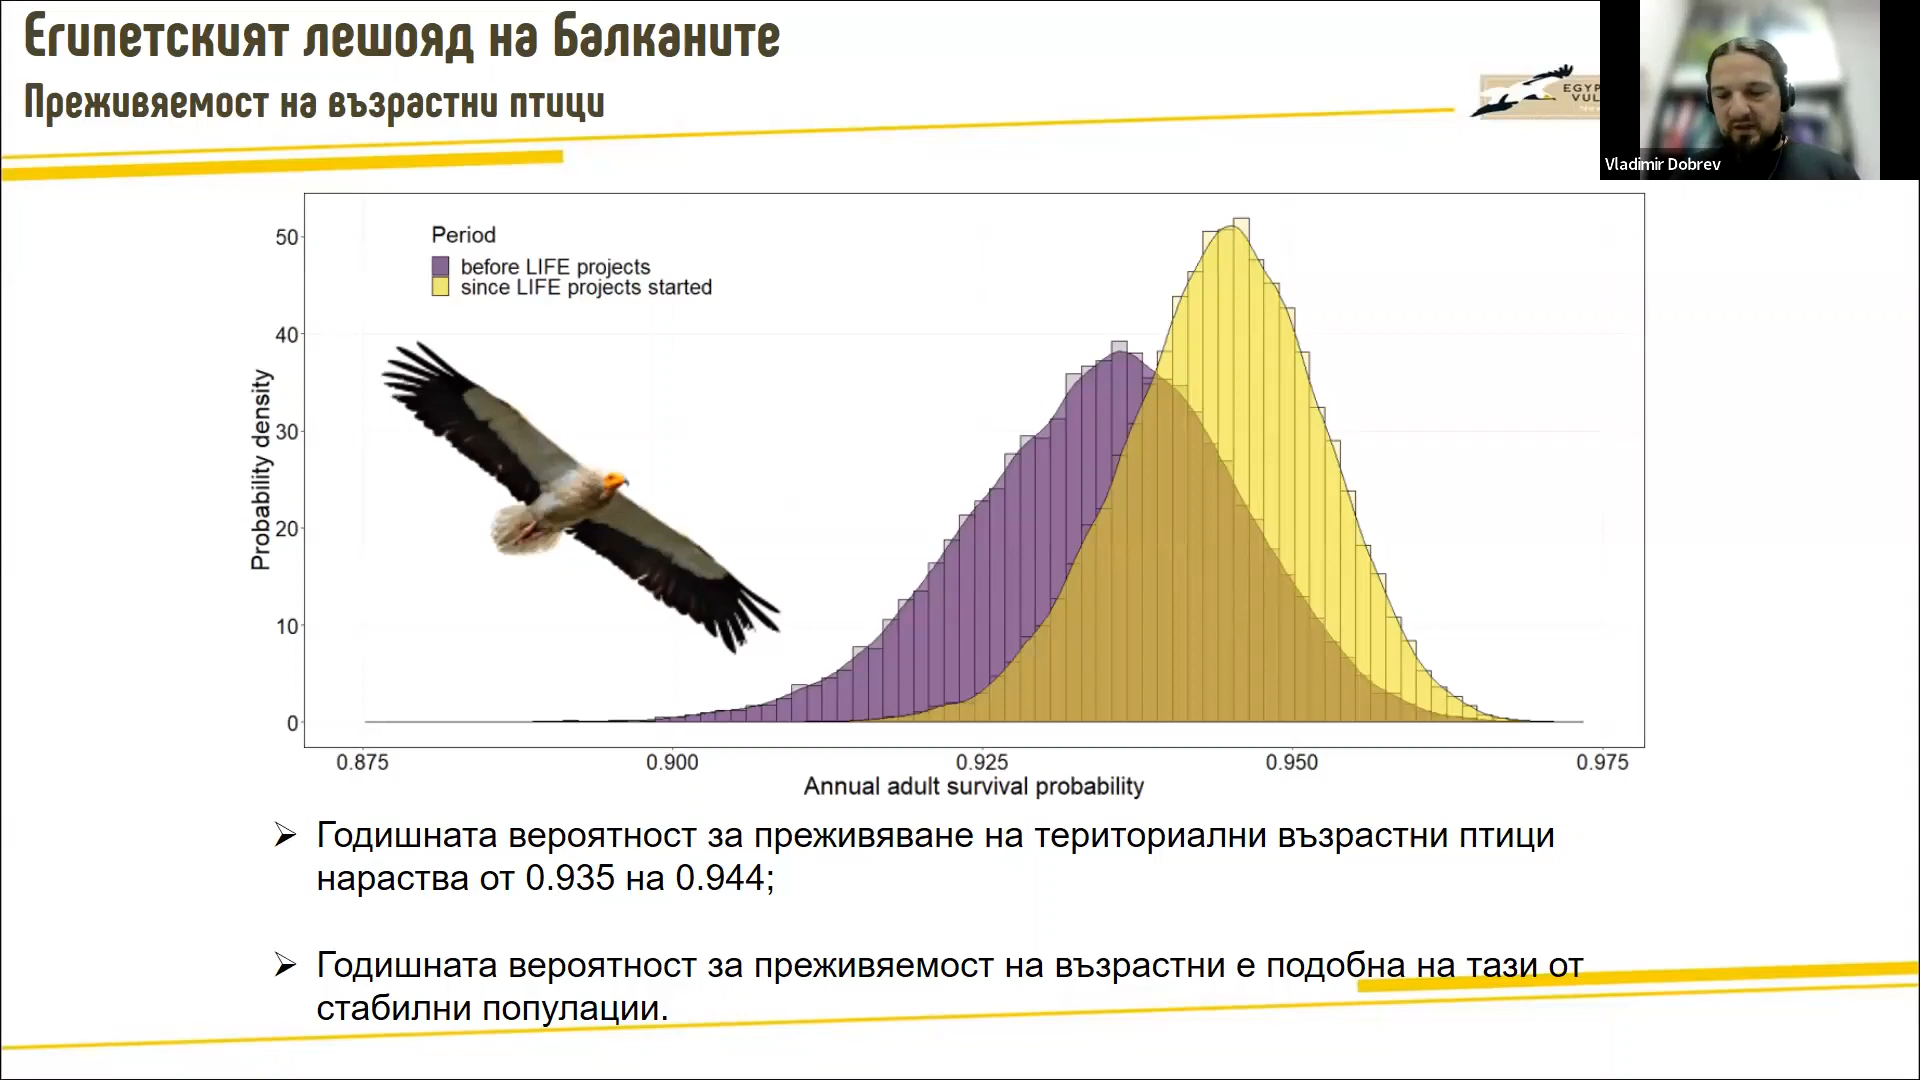 Египетският лешояд на Балканите
Преживяемост на възрастни птици
Vladimir Dobrev
Period
before LIFE projects
since LIFE projects started
Probability density
50
40
30
20
10
0
0.875
0.900
0.925
0.950
0.975
Annual adult survival probability
Годишната вероятност за преживяване на териториални възрастни птици
нараства от 0.935 на 0.944;
Годишната вероятност за преживяемост на възрастни е подобна на тази от
стабилни популации.